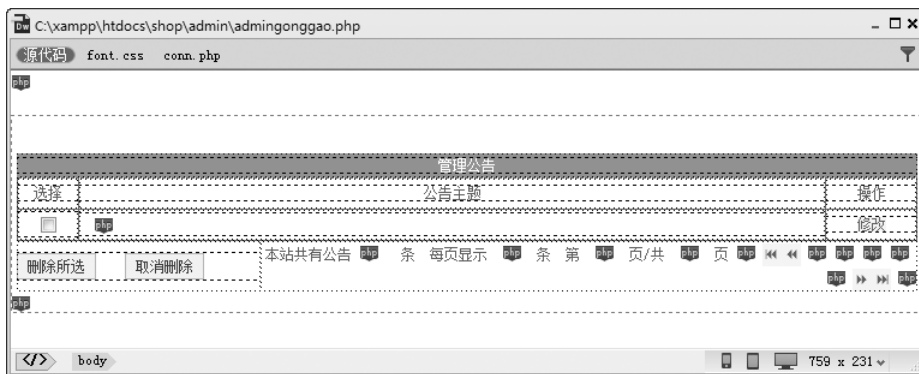 Dw C:\xampp\htdocs\shop\admin\admingonggao.php
源代码 font.css conn.php
php
管理公告
选择 公告主题 操作
php 修改
删除所选 取消删除 本站共有公告 php 条 每页显示 php 条 第 php 页/共 php 页 php php php php php
php php
php
</> body 759 x 231